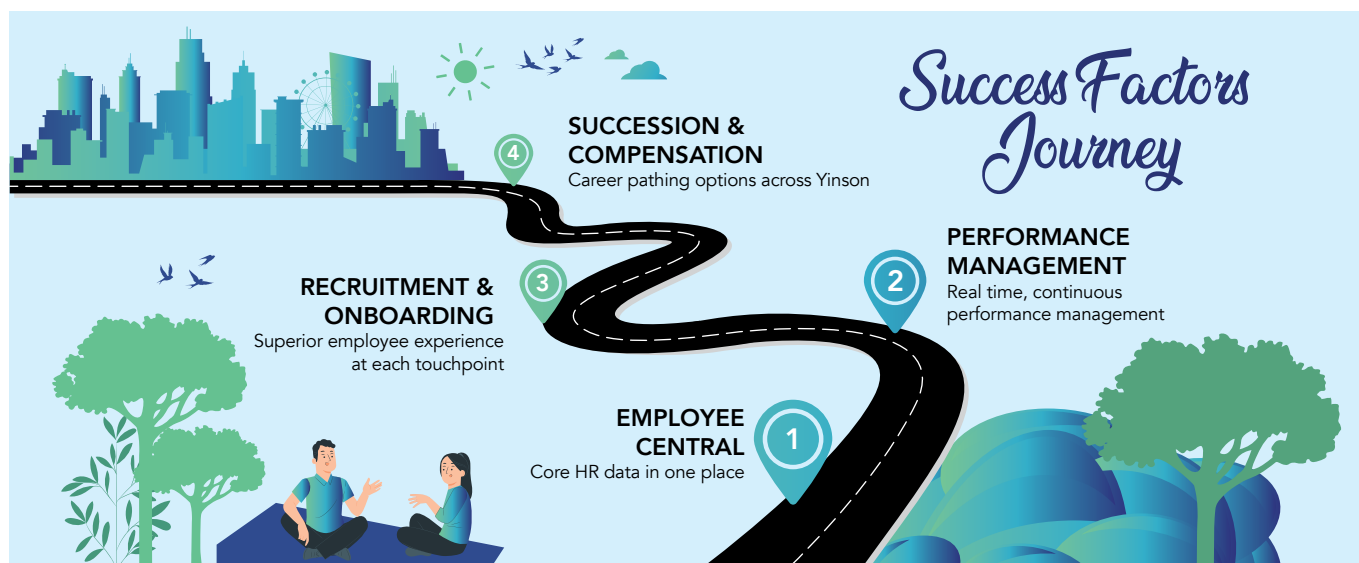 Success Factors
Journey
4
SUCCESSION &
COMPENSATION
Career pathing options across Yinson
2
PERFORMANCE
MANAGEMENT
Real time, continuous
performance management
3
RECRUITMENT &
ONBOARDING
Superior employee experience
at each touchpoint
1
EMPLOYEE
CENTRAL
Core HR data in one place